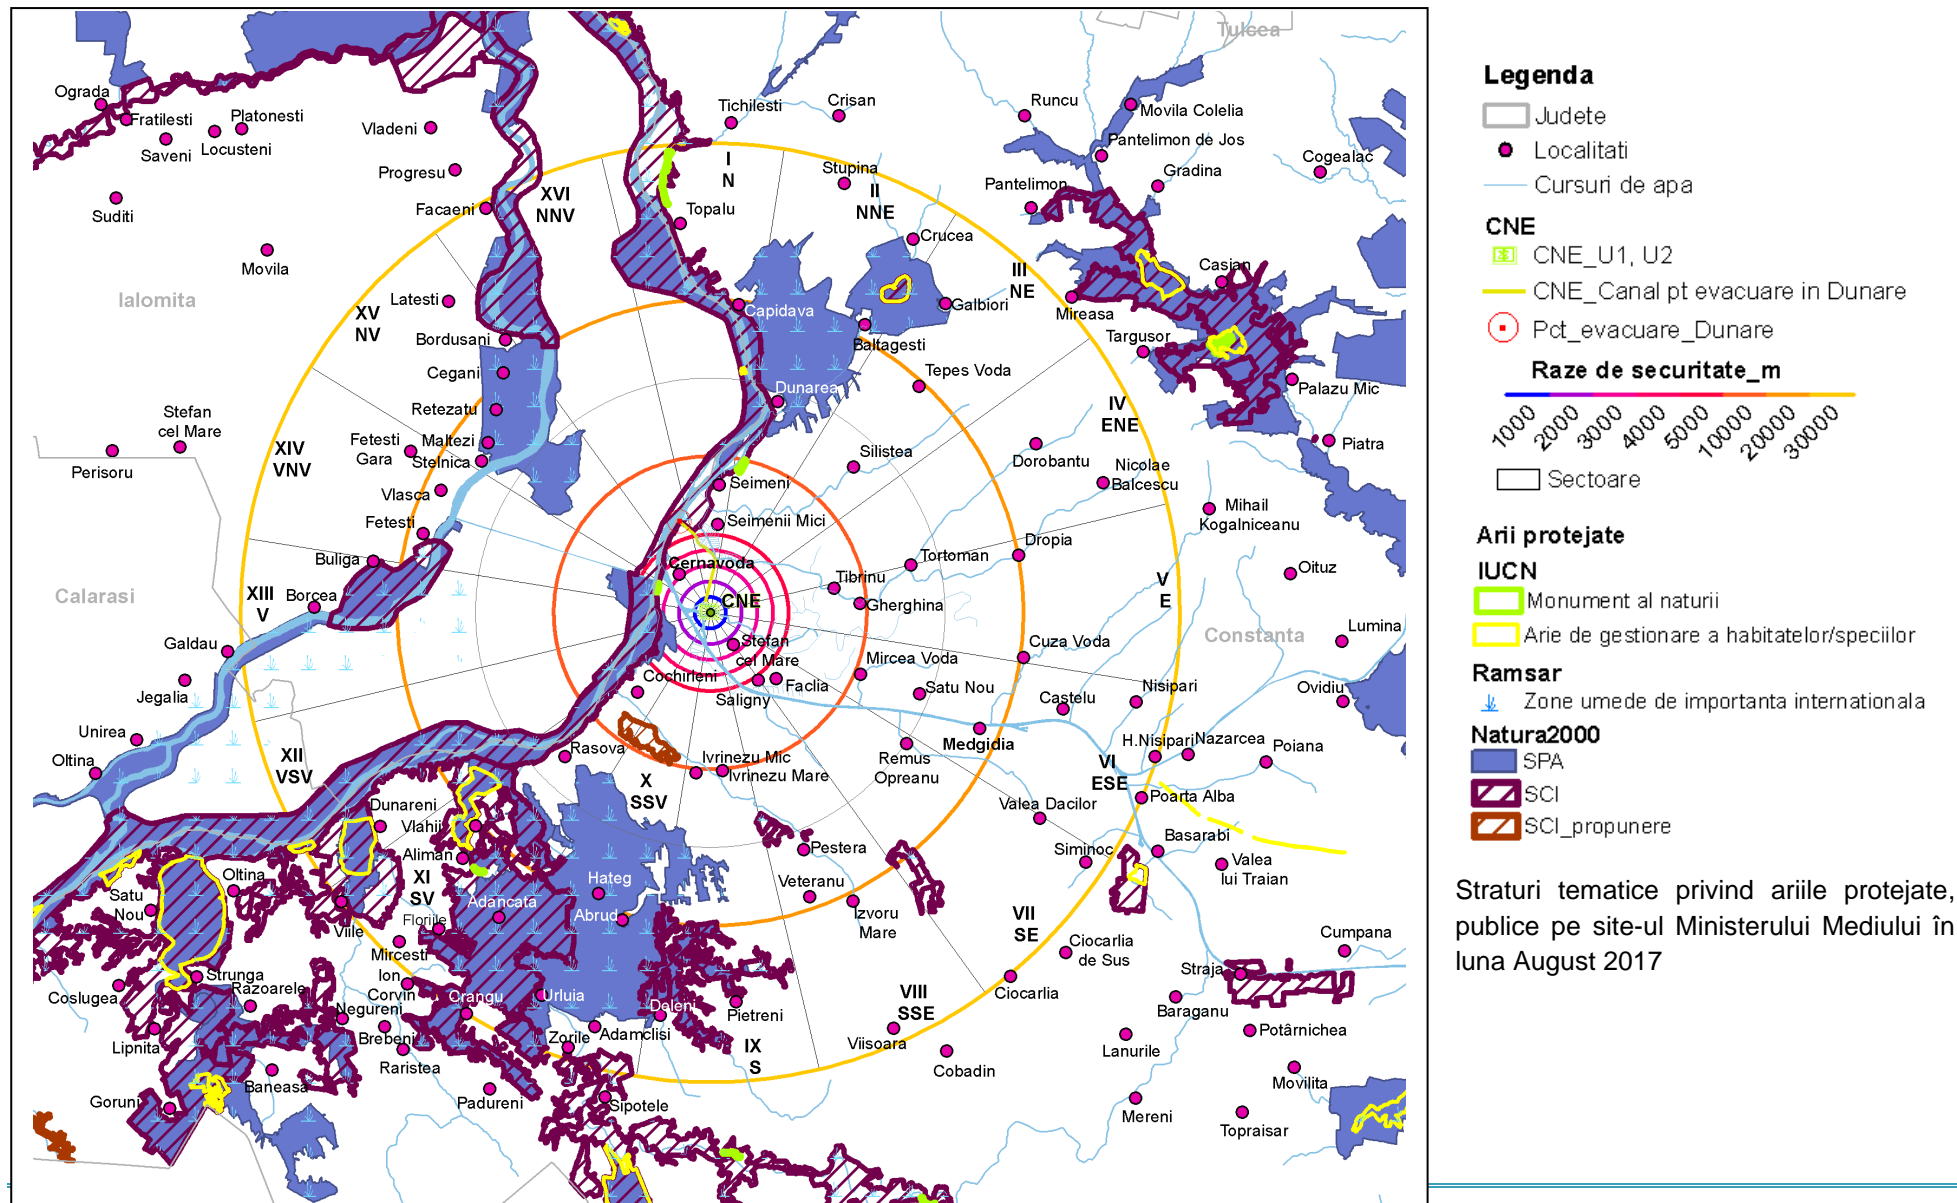 Tulcea
Ograda
Fratilesti
Platonesti
Saveni
Locusteni
Vladeni
Tichilesti
Crisan
Runcu
Movila Colelia
Pantelimon de Jos
Cogealac
Gradina
Pantelimon
Progresu
Suditi
Facaeni
XVI
NNV
I
N
Stupina
II
NNE
Topalu
Crucea
Movila
Casian
III
NE
Ialomita
Latesti
XV
NV
Capidava
Galbiori
Mireasa
Bordusani
Baltagesti
Targusor
Cegani
Tepes Voda
Palazu Mic
Dunarea
Retezatu
Stefan
cel Mare
IV
ENE
Fetesti
Gara
Maltezi
Stelnica
XIV
VNV
Perisoru
Silistea
Piatra
Dorobantu
Nicolae
Balcescu
Seimeni
Vlasca
Mihail
Kogalniceanu
Fetesti
Seimenii Mici
Dropia
Buliga
Tortoman
Cernavoda
Tibrinu
Oituz
V
E
Calarasi
XIII
V
Borcea
CNE
Gherghina
Galdau
Stefan
cel Mare
Cuza Voda
Constanta
Lumina
Mircea Voda
Cochirleni
Faclia
Satu Nou
Jegalia
Saligny
Castelu
Nisipari
Ovidiu
Unirea
Oltina
XII
VSV
Rasova
Medgidia
H.Nisipari
Nazarcea
Poiana
Ivrinezu Mic
Ivrinezu Mare
Remus
Opreanu
VI
ESE
X
SSV
Valea Dacilor
Poarta Alba
Dunareni
Vlahii
Basarabi
Pestera
Siminoc
Valea
lui Traian
Aliman
Oltina
XI
SV
Hateg
Veteranu
Satu
Nou
Adancata
Abrud
Izvoru
Mare
Floriile
Viile
VII
SE
Mircesti
Ciocarlia
de Sus
Cumpana
Ion
Corvin
Strunga
Razoarele
Straja
Coslugea
Ciocarlia
Crangu
Urluia
Deleni
VIII
SSE
Negureni
Pietreni
Baraganu
Brebeni
Zorile
Adamclisi
Potârnichea
Lipnita
IX
S
Viisoara
Lanurile
Raristea
Cobadin
Baneasa
Movilita
Goruni
Padureni
Sipotele
Mereni
Topraisar
Legenda
Judete
Localitati
Cursuri de apa
CNE
CNE_U1, U2
CNE_Canal pt evacuare in Dunare
Pct_evacuare_Dunare
Raze de securitate_m
1000 2000 3000 4000 5000 10000 20000 30000
Sectoare
Arii protejate
IUCN
Monument al naturii
Arie de gestionare a habitatelor/speciilor
Ramsar
Zone umede de importanta internationala
Natura2000
SPA
SCI
SCI_propunere
Straturi tematice privind ariile protejate,
publice pe site-ul Ministerului Mediului în
luna August 2017